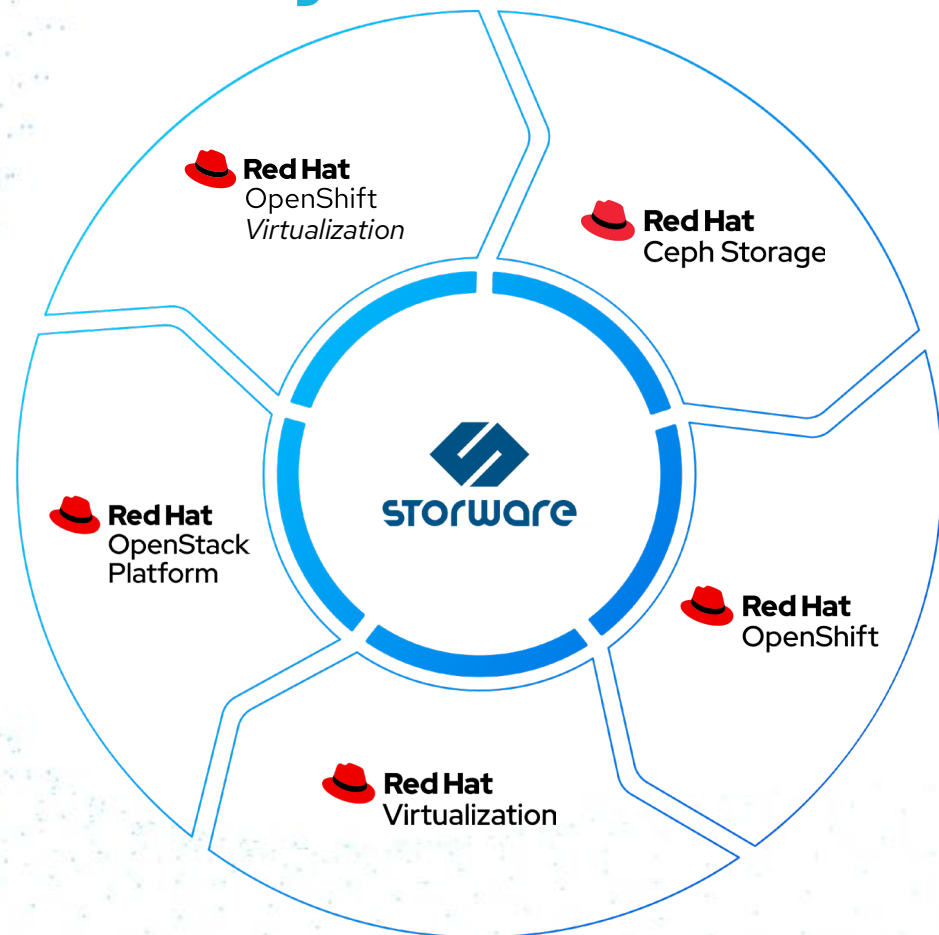 Red Hat
OpenShift
Virtualization
Red Hat
Ceph Storage
STORWARE
Red Hat
OpenStack
Platform
Red Hat
OpenShift
Red Hat
Virtualization